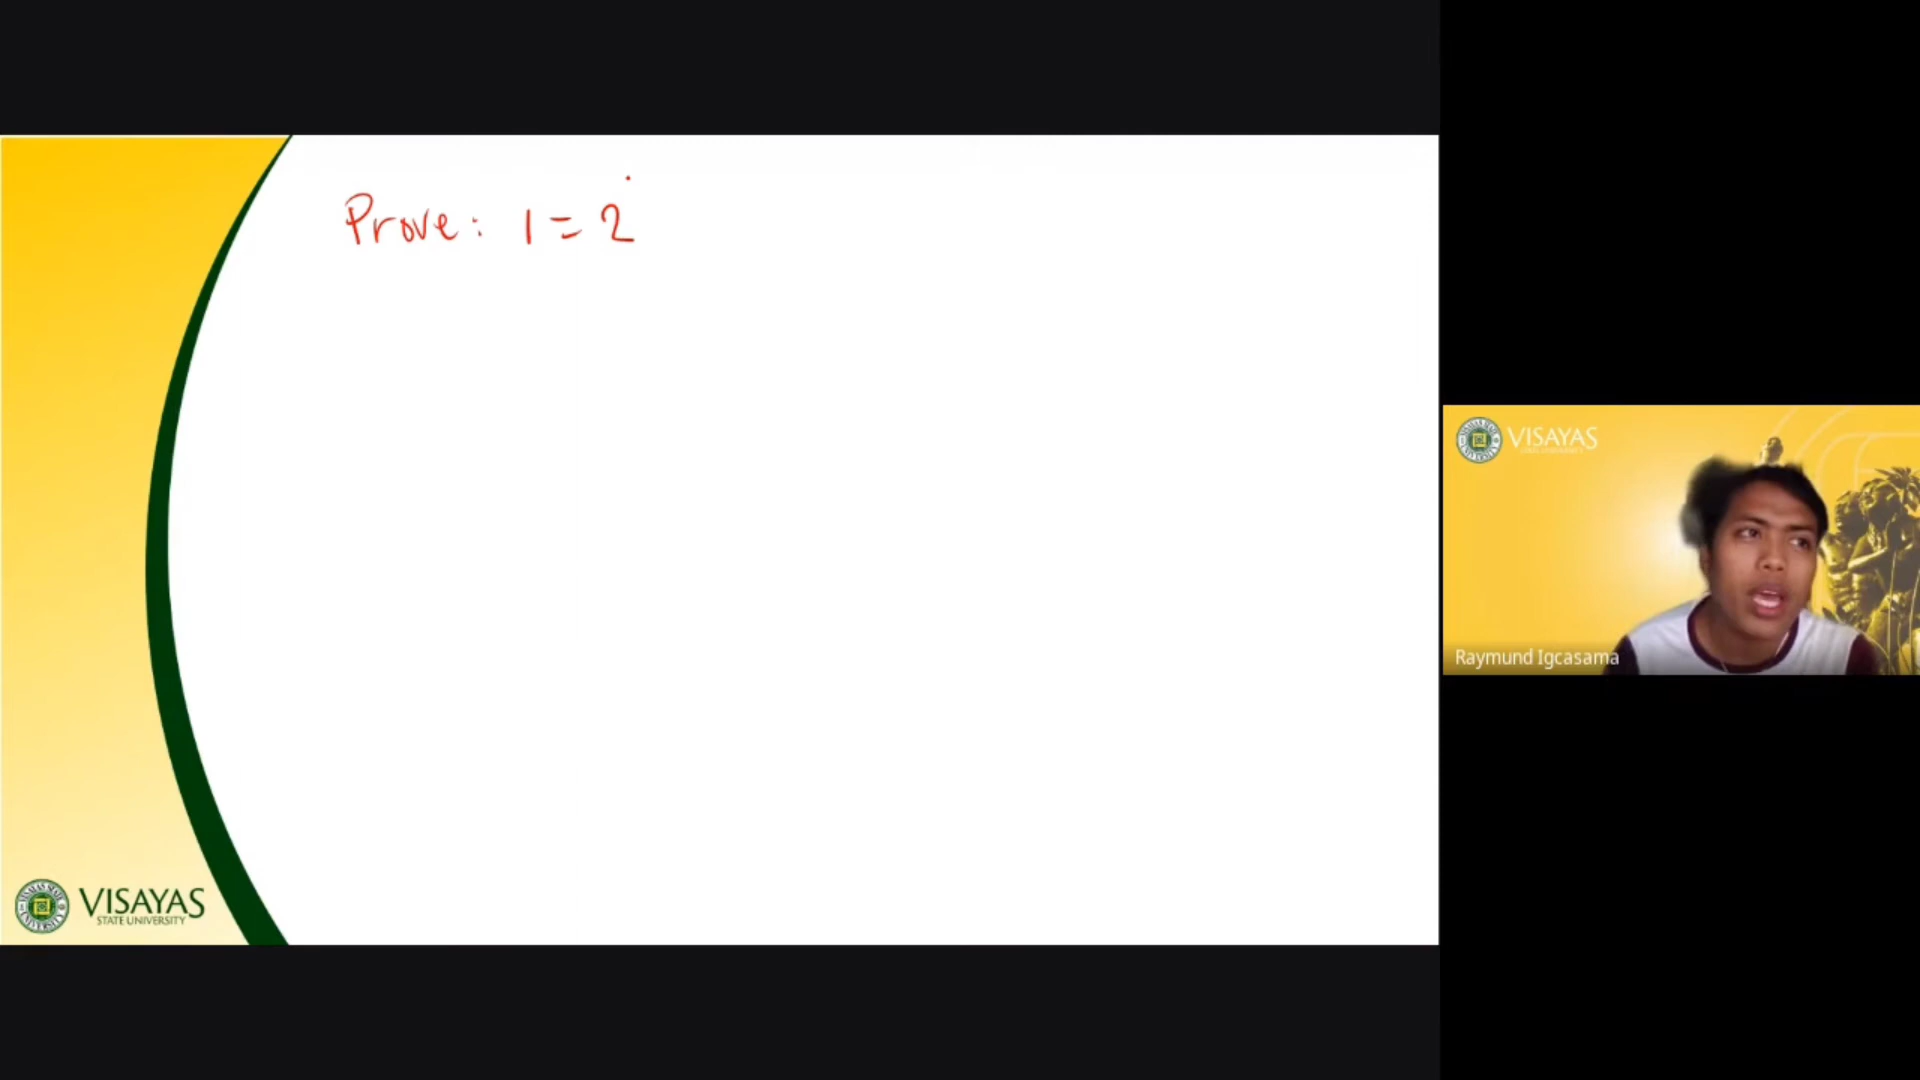 Prove: 1 = 2
VISAYAS
STATE UNIVERSITY
VISAYAS
Raymund Igcasama